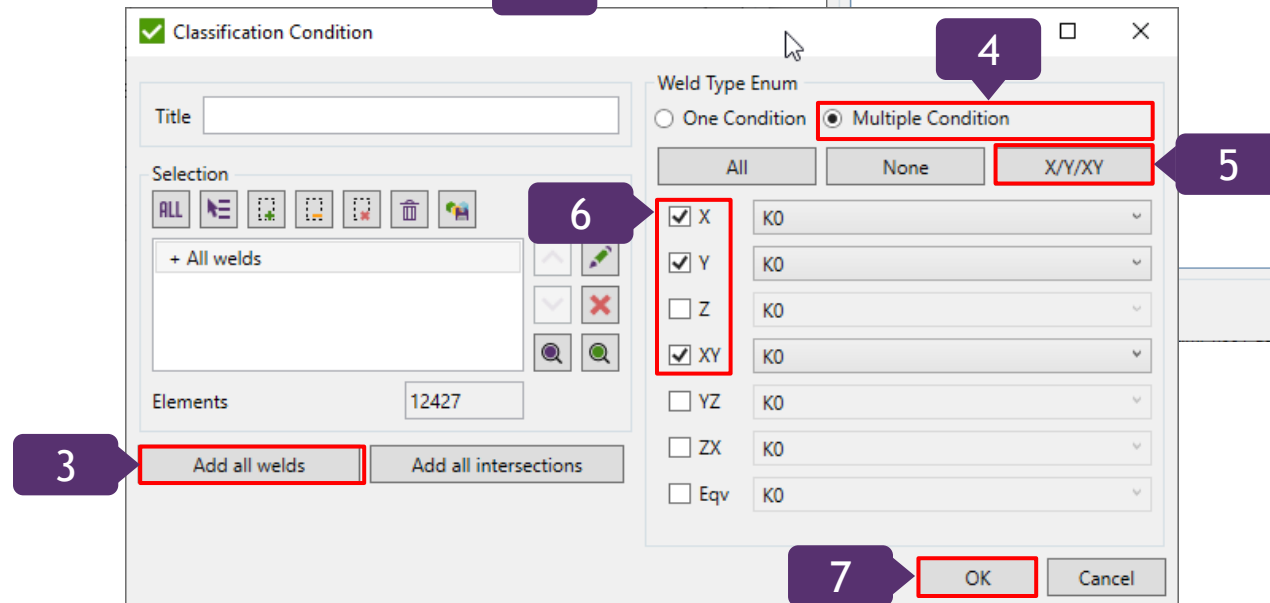 Classification Condition
4
Weld Type Enum
Title
One Condition
Multiple Condition
All
None
X/Y/XY
5
Selection
ALL
6
X
K0
+ All welds
Y
K0
Z
K0
XY
K0
Elements
12427
YZ
K0
3
Add all welds
Add all intersections
ZX
K0
Eqv
K0
7
OK
Cancel